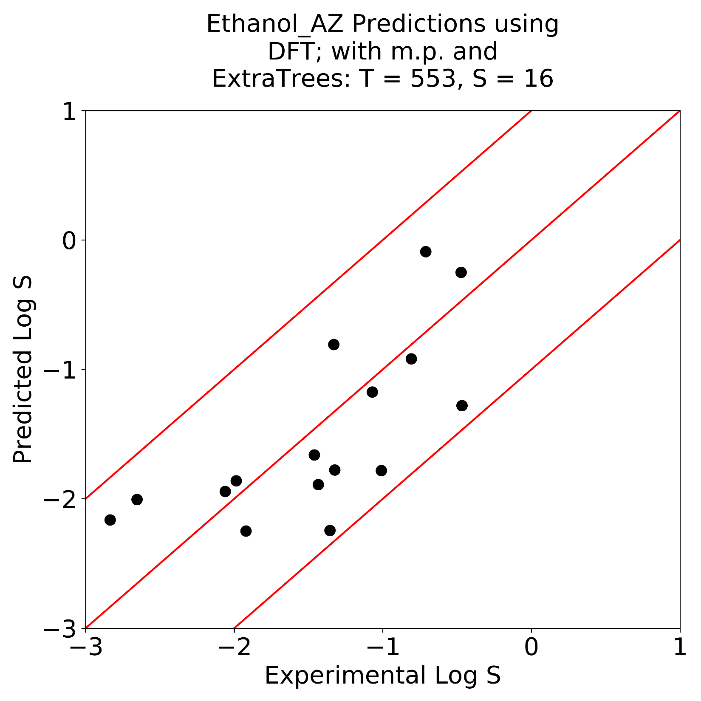 Ethanol_AZ Predictions using
DFT; with m.p. and
ExtraTrees: T = 553, S = 16
1
0
−1
−2
−3
Predicted Log S
−3 −2 −1 0 1
Experimental Log S